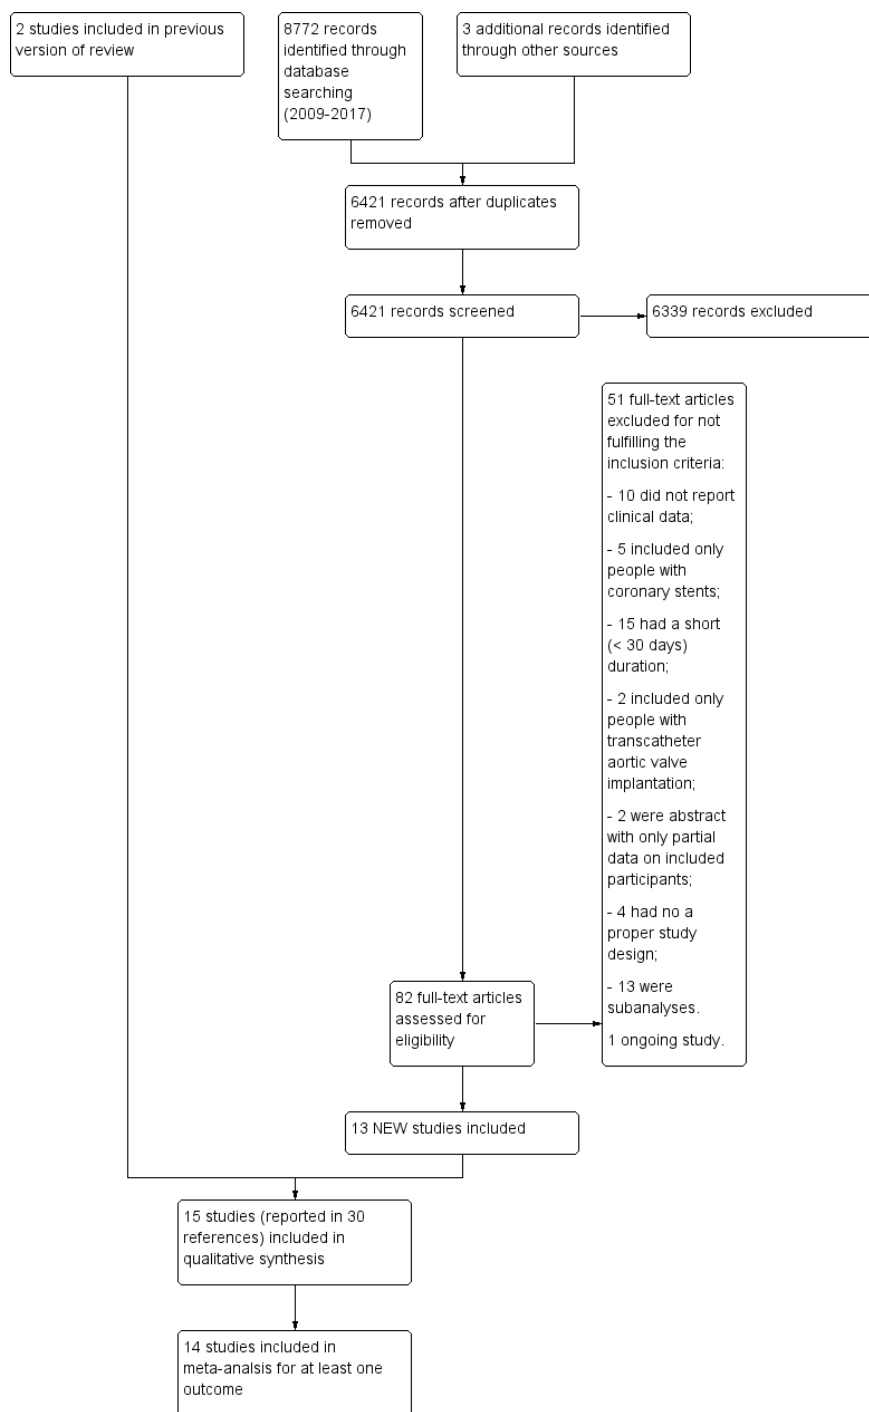 2 studies included in previous
version of review
8772 records
identified through
database
searching
(2009-2017)
3 additional records identified
through other sources
6421 records after duplicates
removed
6421 records screened
6339 records excluded
51 full-text articles
excluded for not
fulfilling the
inclusion criteria:
- 10 did not report
clinical data;
- 5 included only
people with
coronary stents;
- 15 had a short
(< 30 days)
duration;
- 2 included only
people with
transcatheter
aortic valve
implantation;
- 2 were abstract
with only partial
data on included
participants;
- 4 had no a
proper study
design;
- 13 were
subanalyses.
1 ongoing study.
82 full-text articles
assessed for
eligibility
13 NEW studies included
15 studies (reported in 30
references) included in
qualitative synthesis
14 studies included in
meta-analsis for at least one
outcome